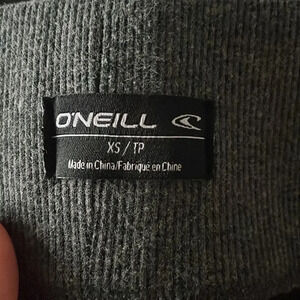 O'NEILL
XS / TP
Made in China/Fabriqué en Chine